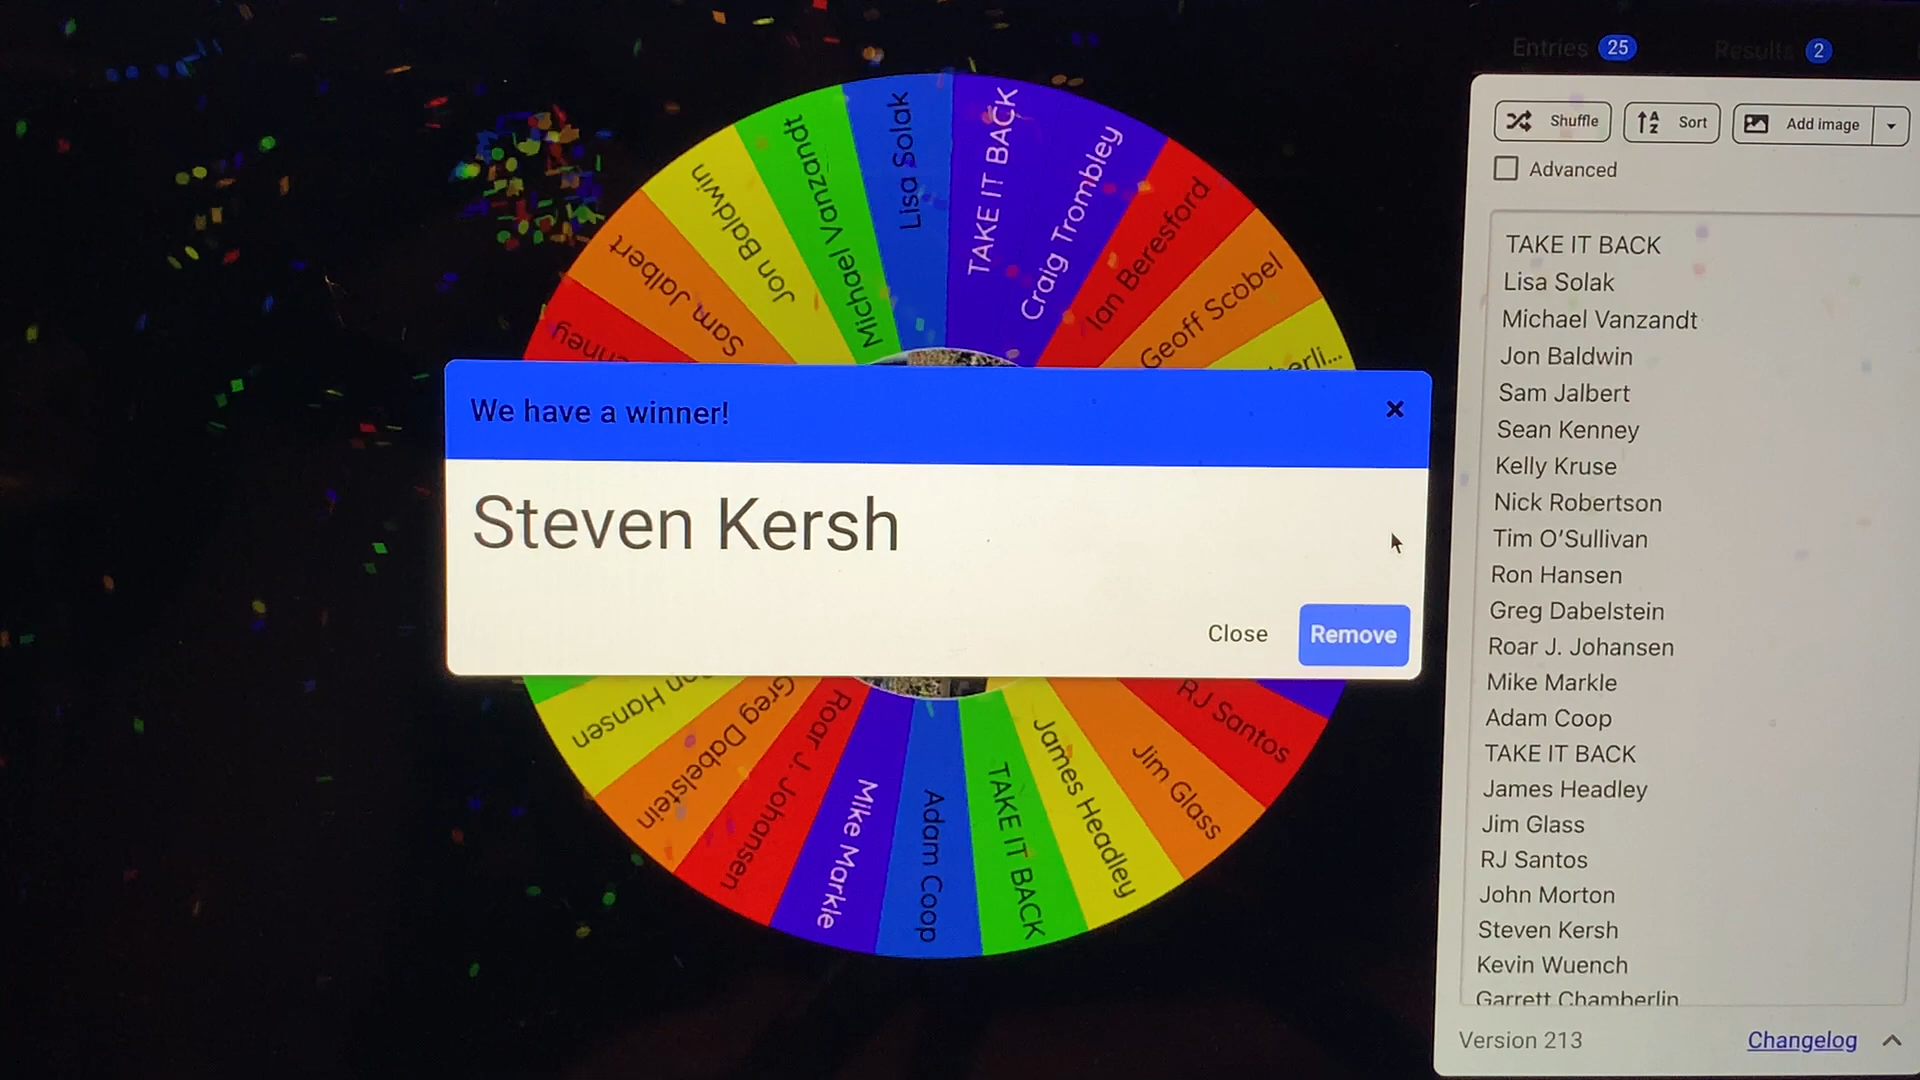 Entries 25
Results 2
Shuffle
Sort
Add image
Advanced
TAKE IT BACK
Lisa Solak
Michael Vanzandt
Jon Baldwin
Sam Jalbert
Sean Kenney
Kelly Kruse
Nick Robertson
Tim O'Sullivan
Ron Hansen
Greg Dabelstein
Roar J. Johansen
Mike Markle
Adam Coop
TAKE IT BACK
James Headley
Jim Glass
RJ Santos
John Morton
Steven Kersh
Kevin Wuench
Garrett Chamberlin
Version 213
Changelog
We have a winner!
Steven Kersh
Close
Remove
Sam Jalbert
Jon Baldwin
Michael Vanzandt
Lisa Solak
TAKE IT BACK
Craig Trombley
Ian Beresford
Geoff Scobel
erli...
RJ Santos
Jim Glass
James Headley
TAKE IT BACK
Adam Coop
Mike Markle
Roar J. Johansen
Greg Dabelstein
on Hansen
enney